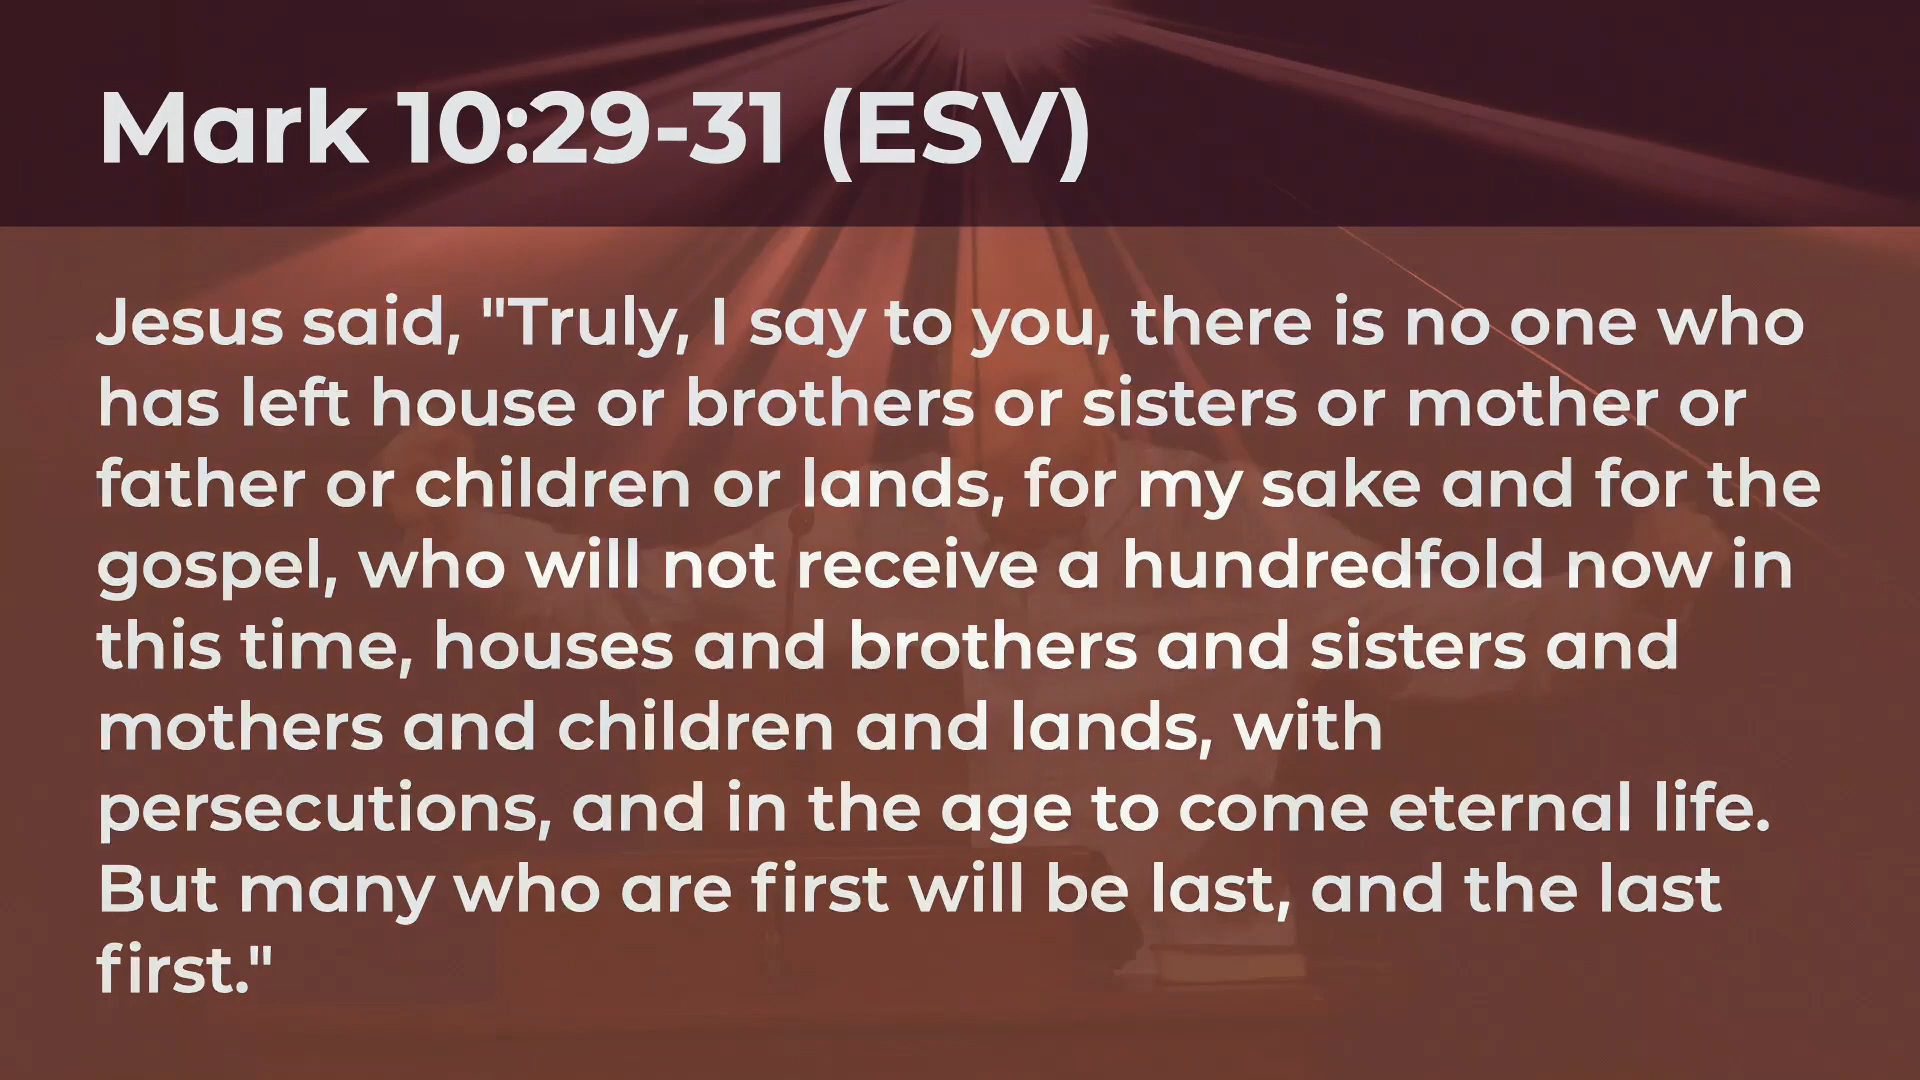 Mark 10:29-31 (ESV)
Jesus said, "Truly, I say to you, there is no one who
has left house or brothers or sisters or mother or
father or children or lands, for my sake and for the
gospel, who will not receive a hundredfold now in
this time, houses and brothers and sisters and
mothers and children and lands, with
persecutions, and in the age to come eternal life.
But many who are first will be last, and the last
first."